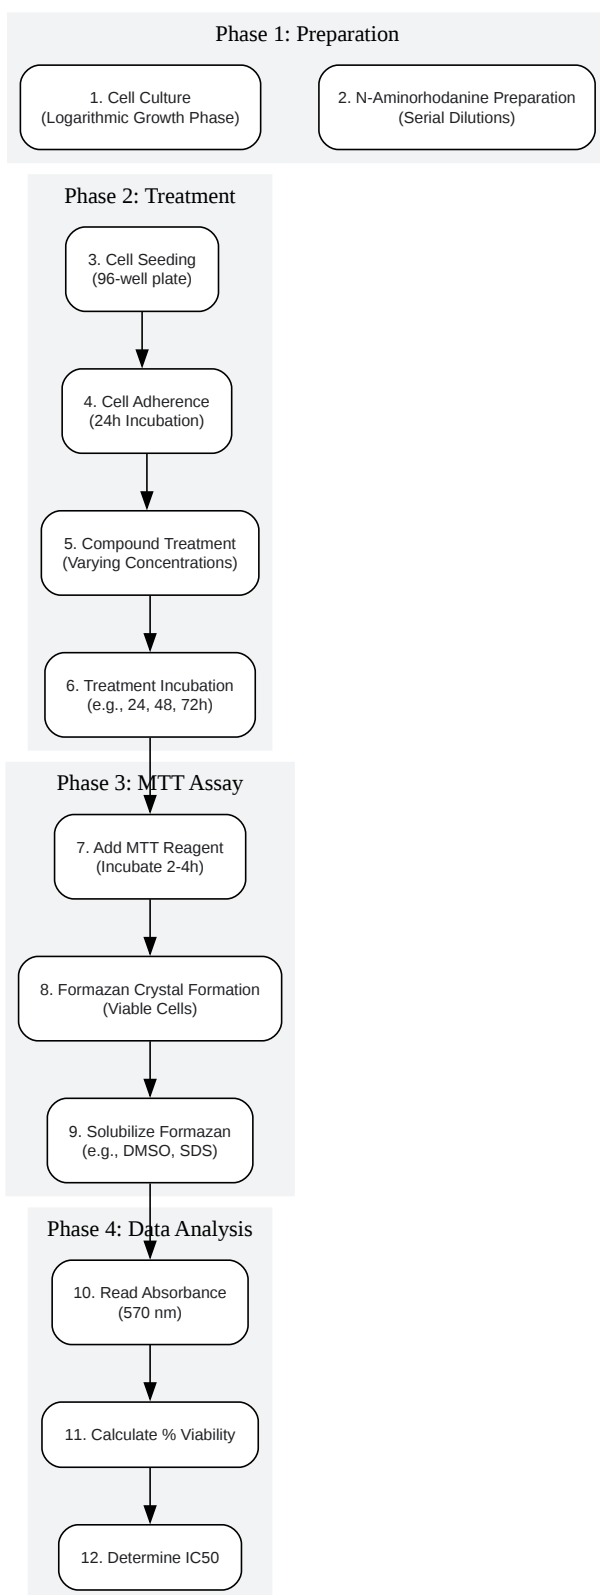 Phase 1: Preparation
1. Cell Culture
(Logarithmic Growth Phase)
2. N-Aminorhodanine Preparation
(Serial Dilutions)
Phase 2: Treatment
3. Cell Seeding
(96-well plate)
4. Cell Adherence
(24h Incubation)
5. Compound Treatment
(Varying Concentrations)
6. Treatment Incubation
(e.g., 24, 48, 72h)
Phase 3: MTT Assay
7. Add MTT Reagent
(Incubate 2-4h)
8. Formazan Crystal Formation
(Viable Cells)
9. Solubilize Formazan
(e.g., DMSO, SDS)
Phase 4: Data Analysis
10. Read Absorbance
(570 nm)
11. Calculate % Viability
12. Determine IC50